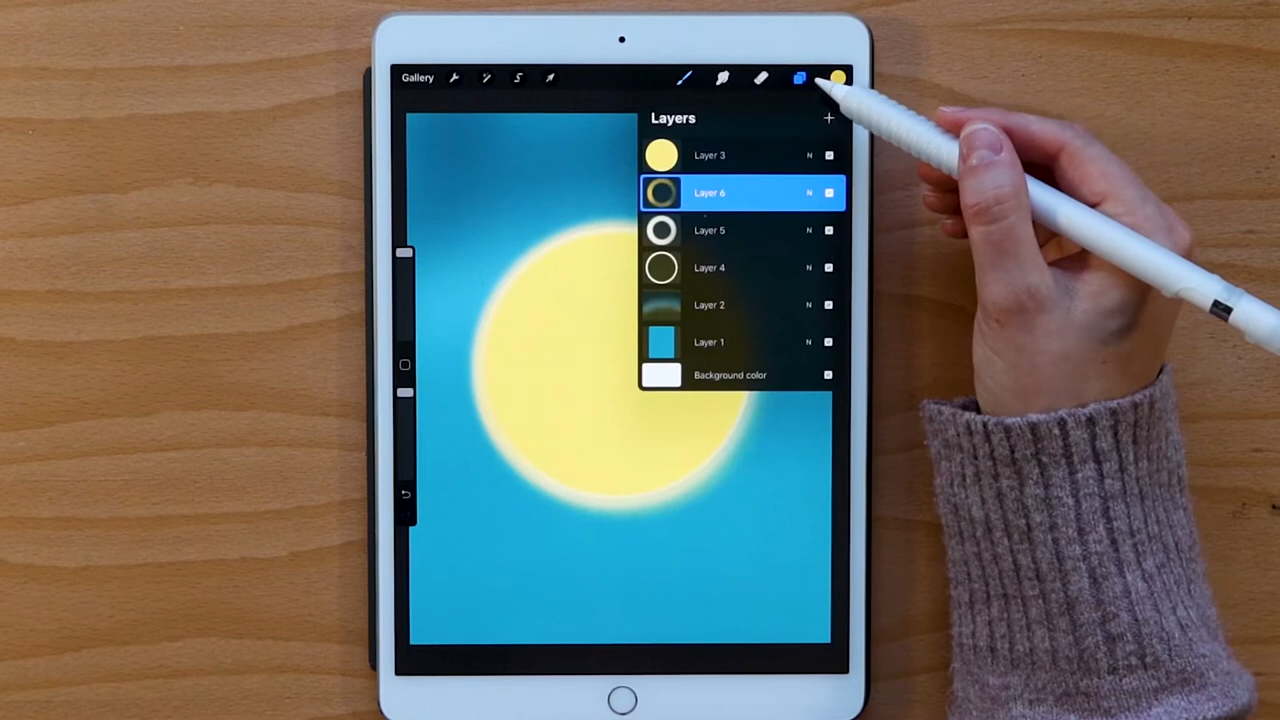 Gallery
Layers
Layer 3 N
Layer 6 N
Layer 5 N
Layer 4 N
Layer 2 N
Layer 1 N
Background color